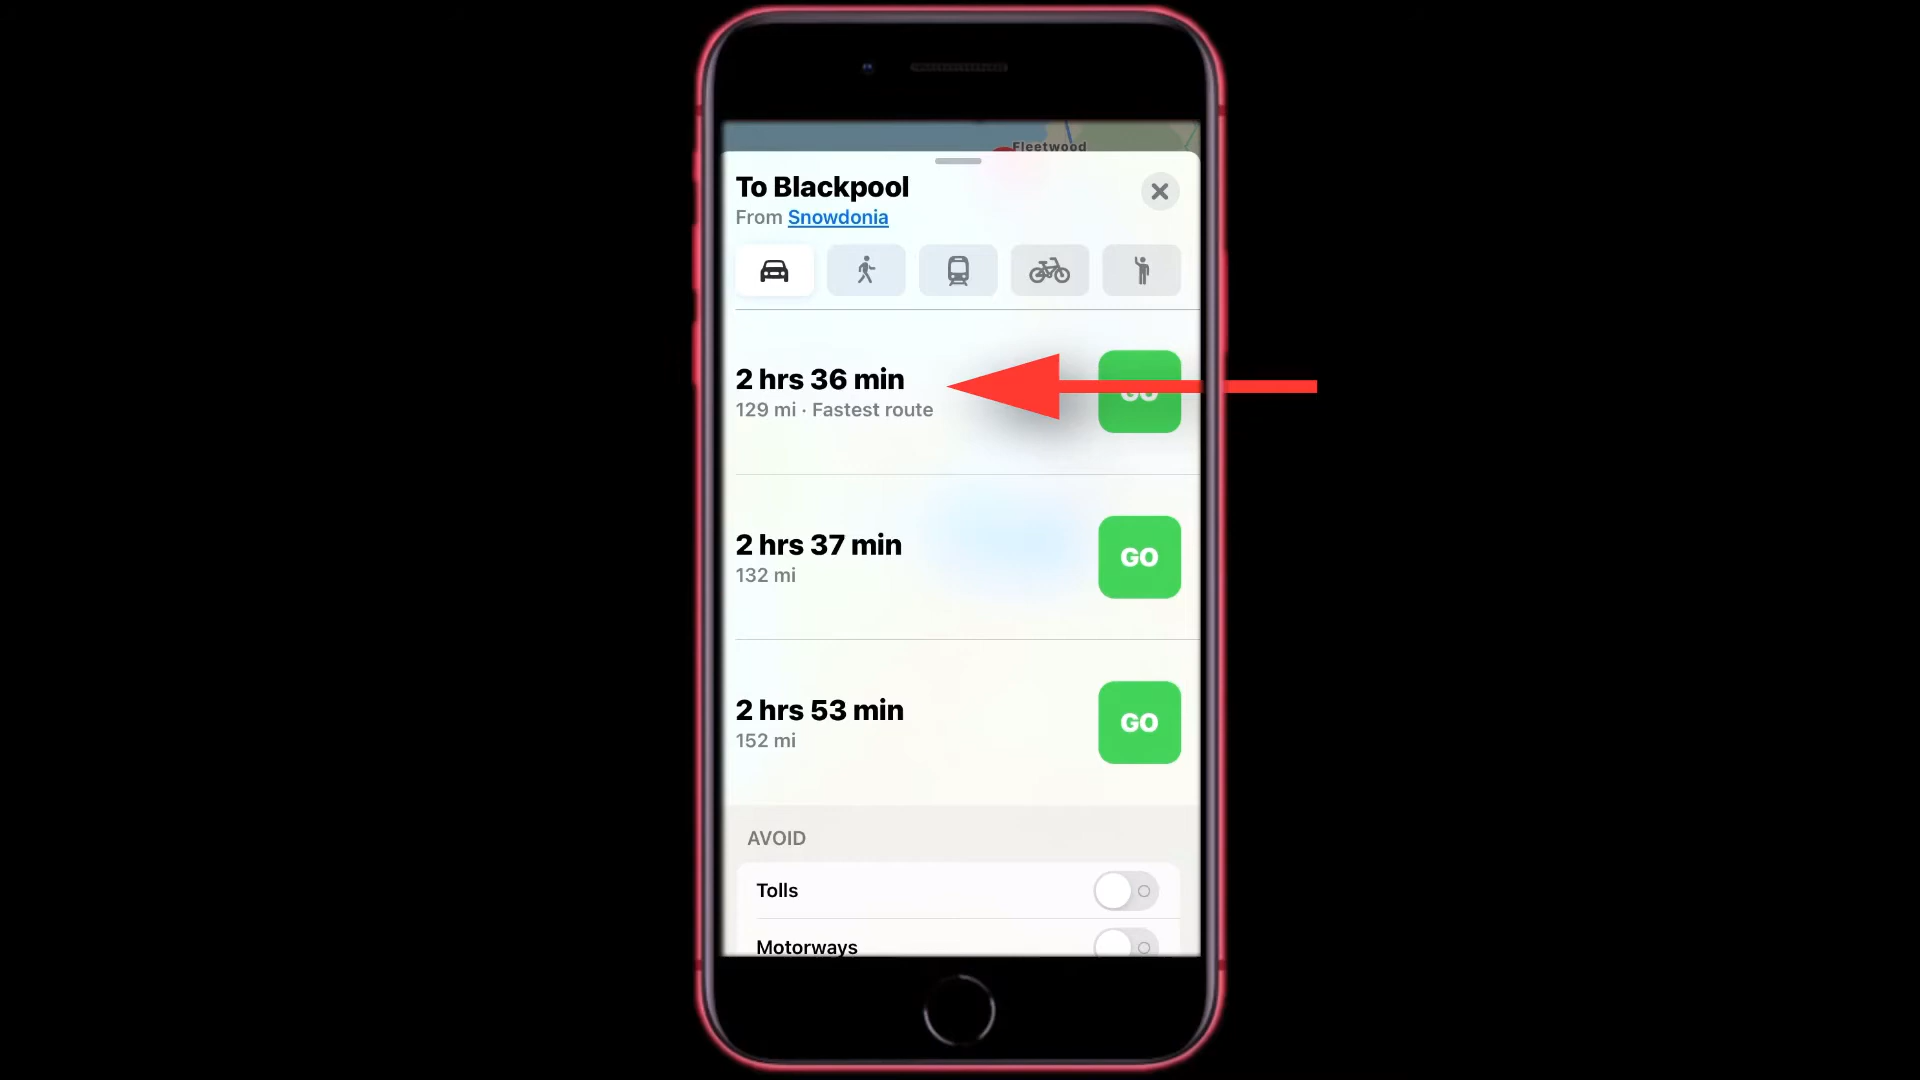 Fleetwood
To Blackpool
From Snowdonia
2 hrs 36 min
129 mi · Fastest route
GO
2 hrs 37 min
132 mi
GO
2 hrs 53 min
152 mi
GO
AVOID
Tolls
Motorways